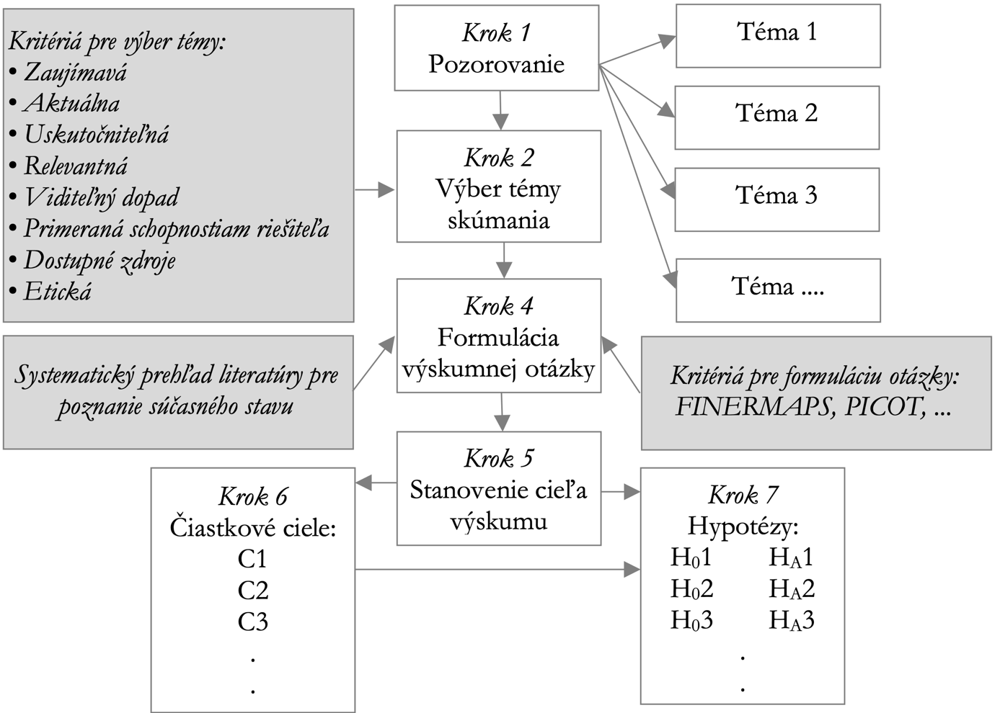 Kritériá pre výber témy:
• Zaujímavá
• Aktuálna
• Uskutočniteľná
• Relevantná
• Viditeľný dopad
• Primeraná schopnostiam riešiteľa
• Dostupné zdroje
• Etická
Krok 1
Pozorovanie
Téma 1
Téma 2
Téma 3
Téma ....
Krok 2
Výber témy
skúmania
Krok 4
Formulácia
výskumnej otázky
Systematický prehľad literatúry pre
poznanie súčasného stavu
Kritériá pre formuláciu otázky:
FINERMAPS, PICOT, ...
Krok 5
Stanovenie cieľa
výskumu
Krok 6
Čiastkové ciele:
C1
C2
C3
.
.
Krok 7
Hypotézy:
H₀1 Hᴀ1
H₀2 Hᴀ2
H₀3 Hᴀ3
.
.